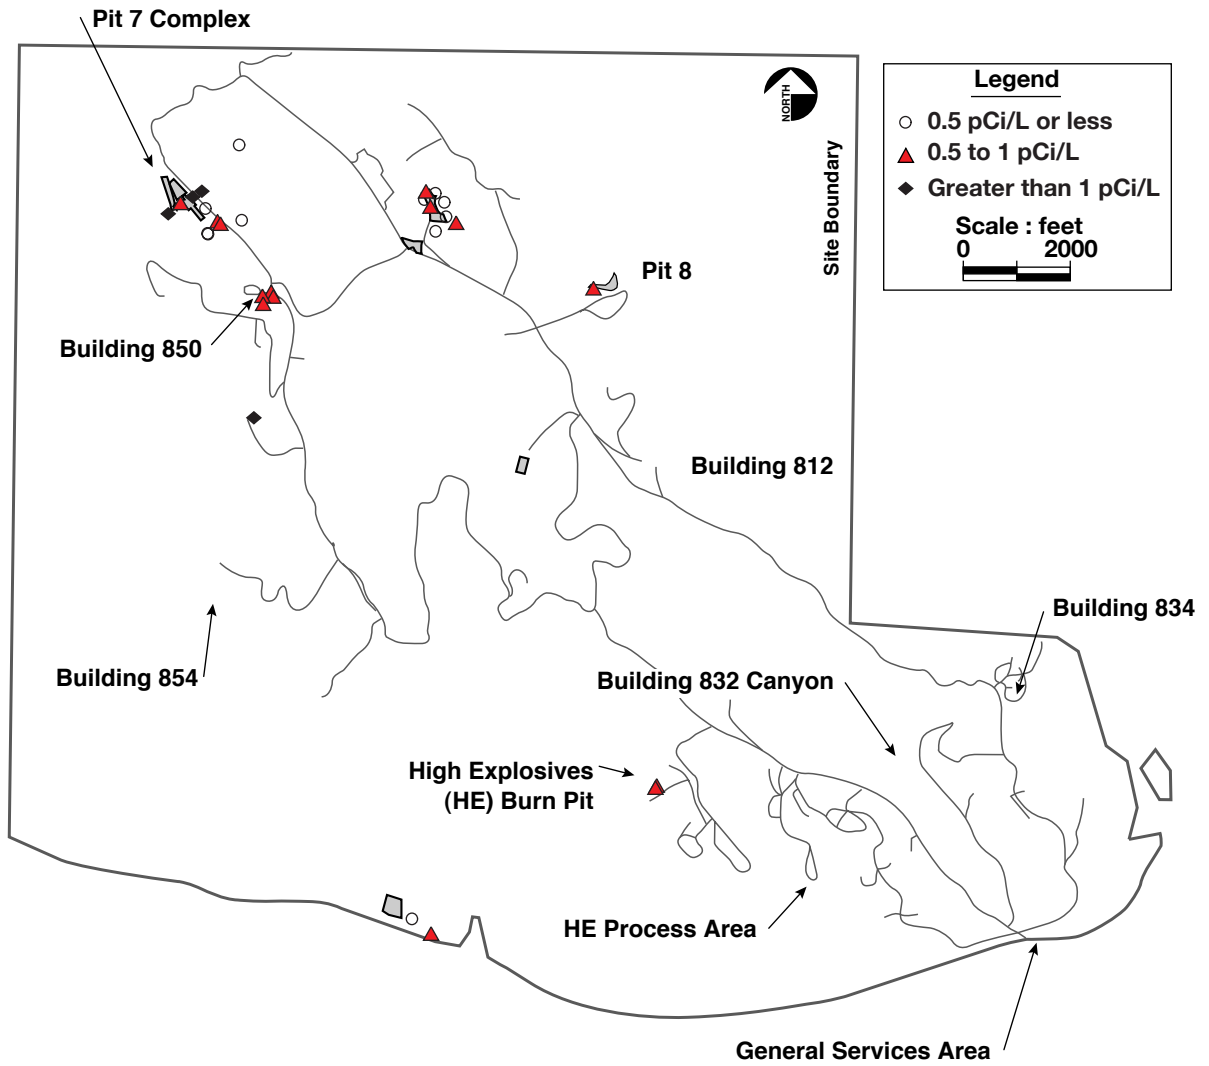 Pit 7 Complex
NORTH
Site Boundary
Legend
0.5 pCi/L or less
0.5 to 1 pCi/L
Greater than 1 pCi/L
Scale : feet
0 2000
Pit 8
Building 850
Building 812
Building 834
Building 854
Building 832 Canyon
High Explosives
(HE) Burn Pit
HE Process Area
General Services Area